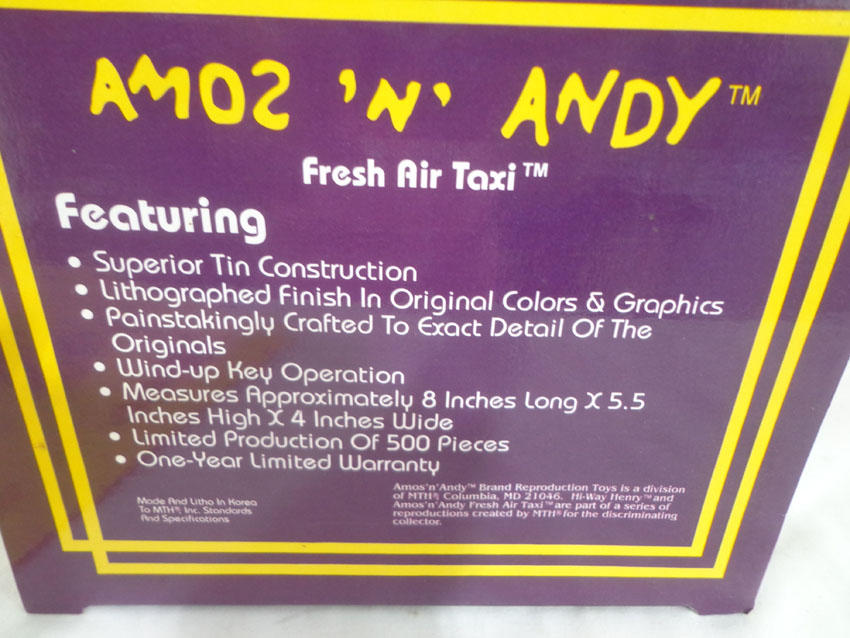 AMOS 'N' ANDY™
Fresh Air Taxi™
Featuring
• Superior Tin Construction
• Lithographed Finish In Original Colors & Graphics
• Painstakingly Crafted To Exact Detail Of The
Originals
• Wind-up Key Operation
• Measures Approximately 8 Inches Long X 5.5
Inches High X 4 Inches Wide
• Limited Production Of 500 Pieces
• One-Year Limited Warranty
Made And Litho In Korea
To MTH® Inc. Standards
And Specifications
Amos'n'Andy™ Brand Reproduction Toys is a division
of MTH® Columbia, MD 21046. Hi-Way Henry™ and
Amos'n'Andy Fresh Air Taxi™ are part of a series of
reproductions created by MTH® for the discriminating
collector.